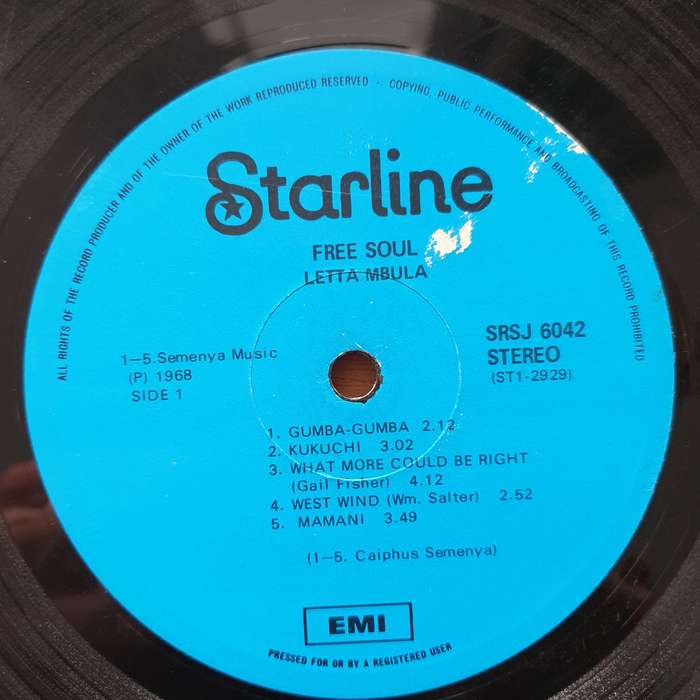 ALL RIGHTS OF THE RECORD PRODUCER AND OF THE OWNER OF THE WORK REPRODUCED RESERVED - COPYING, PUBLIC PERFORMANCE AND BROADCASTING OF THIS RECORD PROHIBITED
Starline
FREE SOUL
LETTA MBULA
1—5.Semenya Music
(P) 1968
SIDE 1
SRSJ 6042
STEREO
(ST1-2929)
1. GUMBA-GUMBA 2.12
2. KUKUCHI 3.02
3. WHAT MORE COULD BE RIGHT
(Gail Fisher) 4.12
4. WEST WIND (Wm. Salter) 2.52
5. MAMANI 3.49
(1—5. Caiphus Semenya)
EMI
PRESSED FOR OR BY A REGISTERED USER